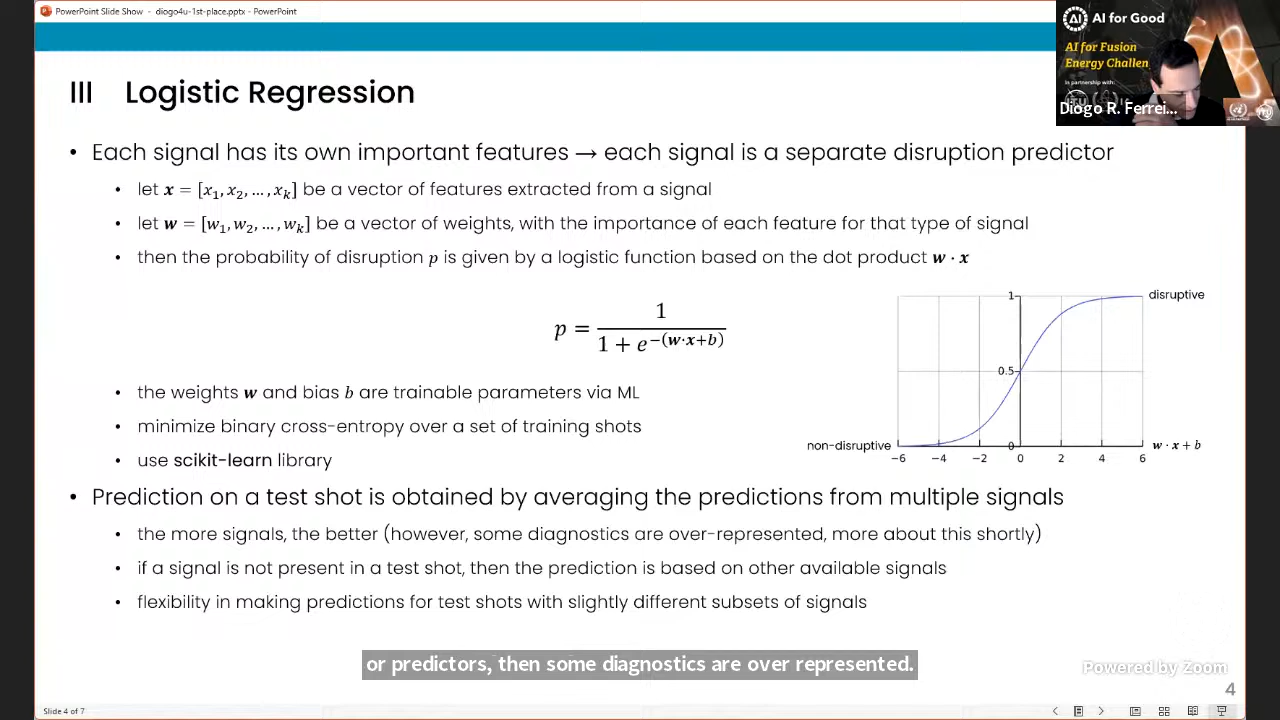 PowerPoint Slide Show - diogo4u-1st-place.pptx - PowerPoint
AI for Good
AI for Fusion
Energy Challen
in partnership with:
Diogo R. Ferrei...
III Logistic Regression
• Each signal has its own important features → each signal is a separate disruption predictor
• let x = [x₁, x₂, …, xₖ] be a vector of features extracted from a signal
• let w = [w₁, w₂, …, wₖ] be a vector of weights, with the importance of each feature for that type of signal
• then the probability of disruption p is given by a logistic function based on the dot product w · x
p = 1 / (1 + e^−(w·x+b))
disruptive
1
0.5
0
non-disruptive
w · x + b
−6 −4 −2 0 2 4 6
• the weights w and bias b are trainable parameters via ML
• minimize binary cross-entropy over a set of training shots
• use scikit-learn library
• Prediction on a test shot is obtained by averaging the predictions from multiple signals
• the more signals, the better (however, some diagnostics are over-represented, more about this shortly)
• if a signal is not present in a test shot, then the prediction is based on other available signals
• flexibility in making predictions for test shots with slightly different subsets of signals
or predictors, then some diagnostics are over represented.
Powered by Zoom
4
Slide 4 of 7